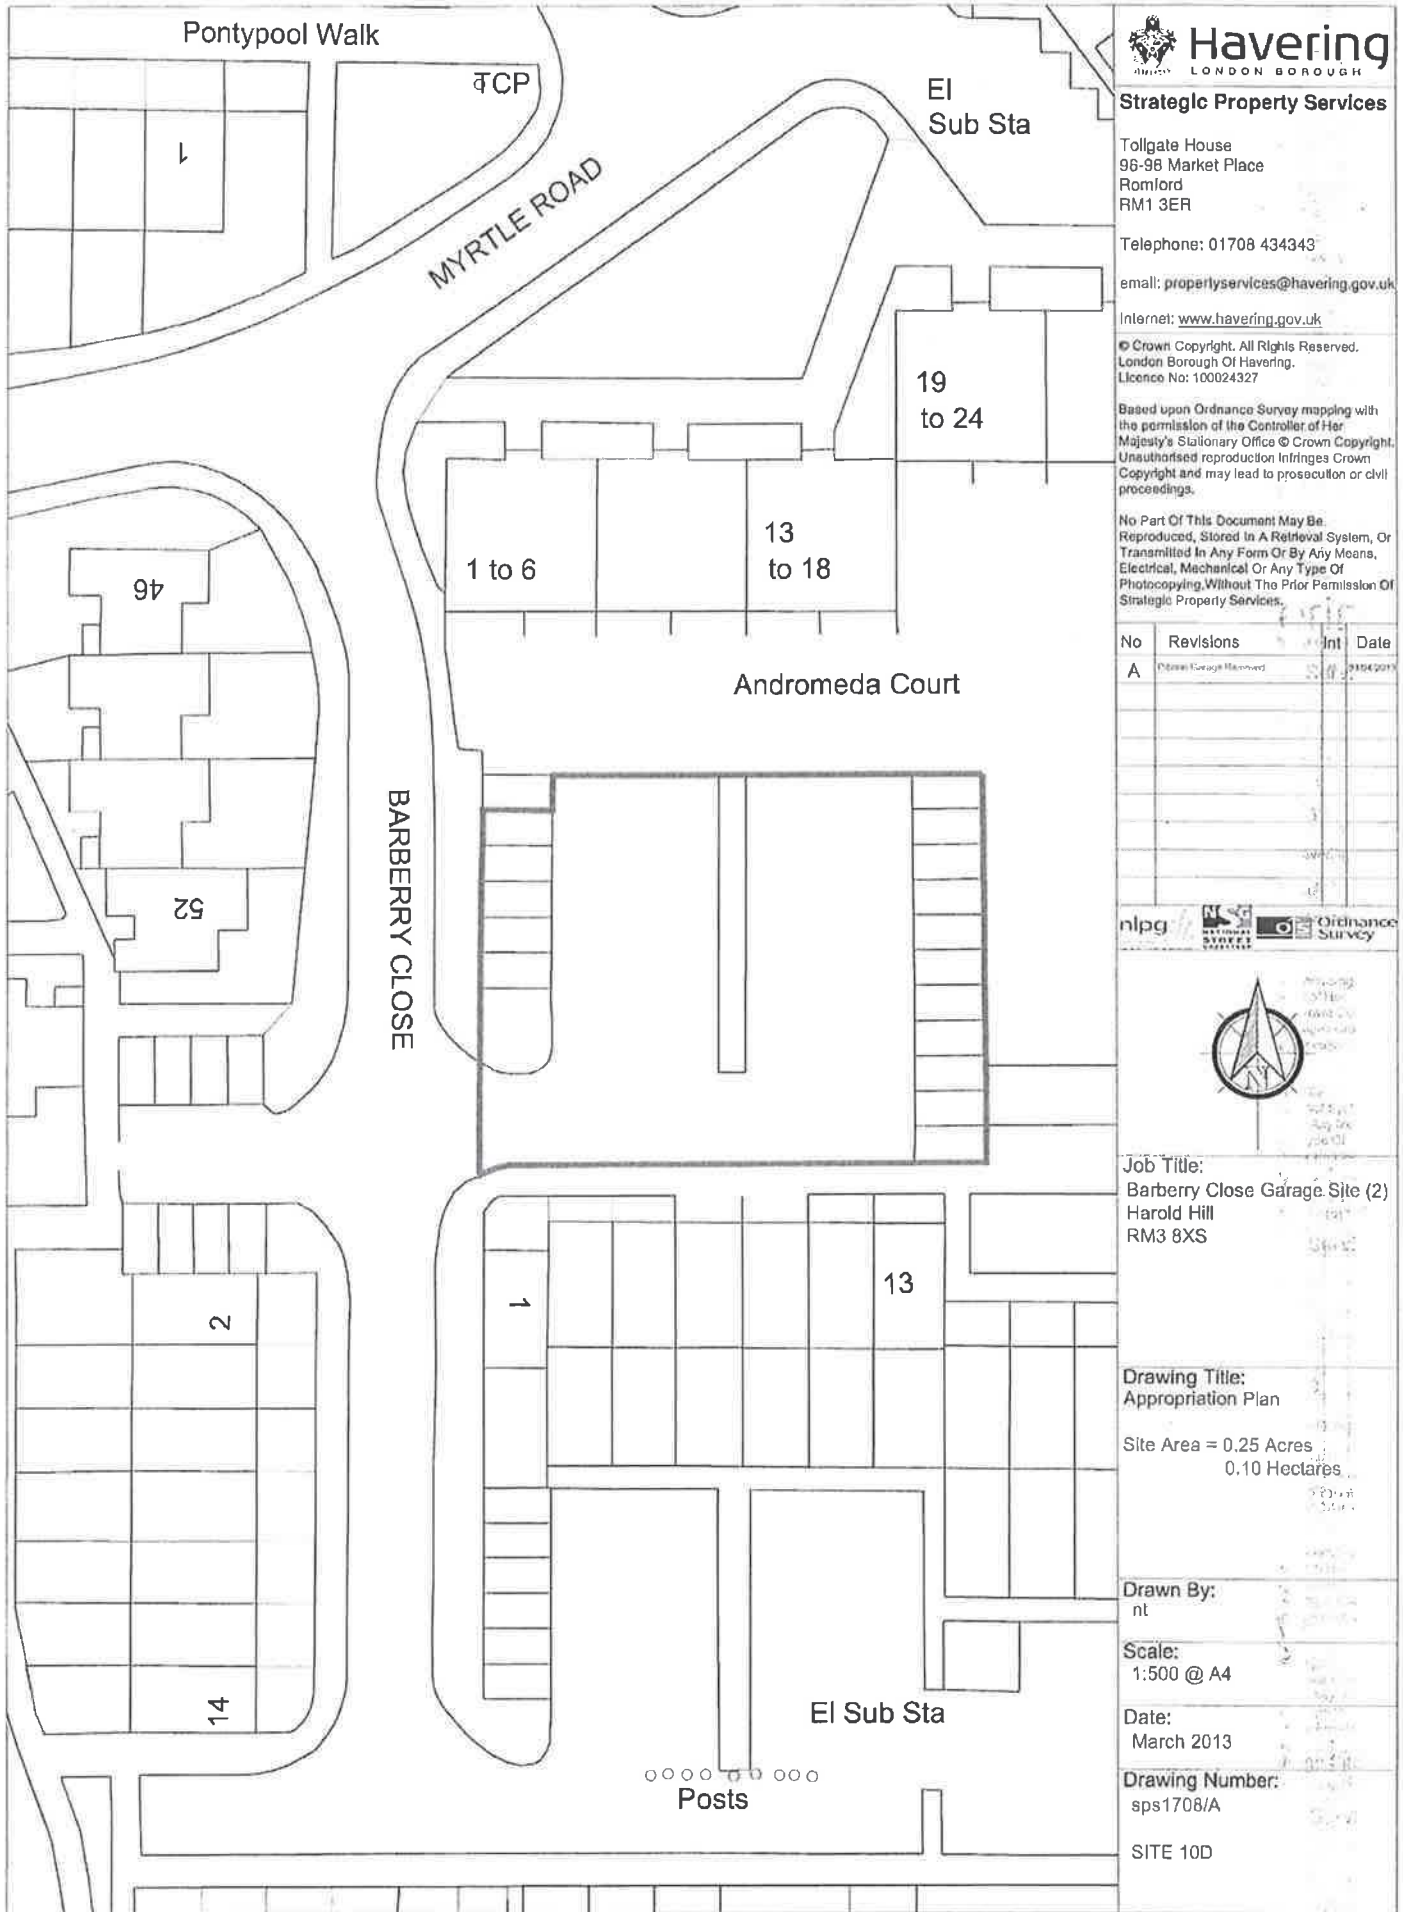 Pontypool Walk
TCP
1
El
Sub Sta
MYRTLE ROAD
19
to 24
1 to 6
13
to 18
46
Andromeda Court
BARBERRY CLOSE
52
2
1
13
14
El Sub Sta
Posts
Havering
LONDON BOROUGH
Strategic Property Services
Tollgate House
96-98 Market Place
Romford
RM1 3ER
Telephone: 01708 434343
email: propertyservices@havering.gov.uk
Internet: www.havering.gov.uk
© Crown Copyright. All Rights Reserved.
London Borough Of Havering.
Licence No: 100024327
Based upon Ordnance Survey mapping with
the permission of the Controller of Her
Majesty's Stationary Office © Crown Copyright.
Unauthorised reproduction infringes Crown
Copyright and may lead to prosecution or civil
proceedings.
No Part Of This Document May Be
Reproduced, Stored In A Retrieval System, Or
Transmitted In Any Form Or By Any Means,
Electrical, Mechanical Or Any Type Of
Photocopying,Without The Prior Permission Of
Strategic Property Services.
No Revisions Int Date
A Garage Removed
nlpg
NSG
NATIONAL
STREET
GAZETTEER
OS Ordnance
Survey
N
Job Title:
Barberry Close Garage Site (2)
Harold Hill
RM3 8XS
Drawing Title:
Appropriation Plan
Site Area = 0.25 Acres
0.10 Hectares
Drawn By:
nt
Scale:
1:500 @ A4
Date:
March 2013
Drawing Number:
sps1708/A
SITE 10D